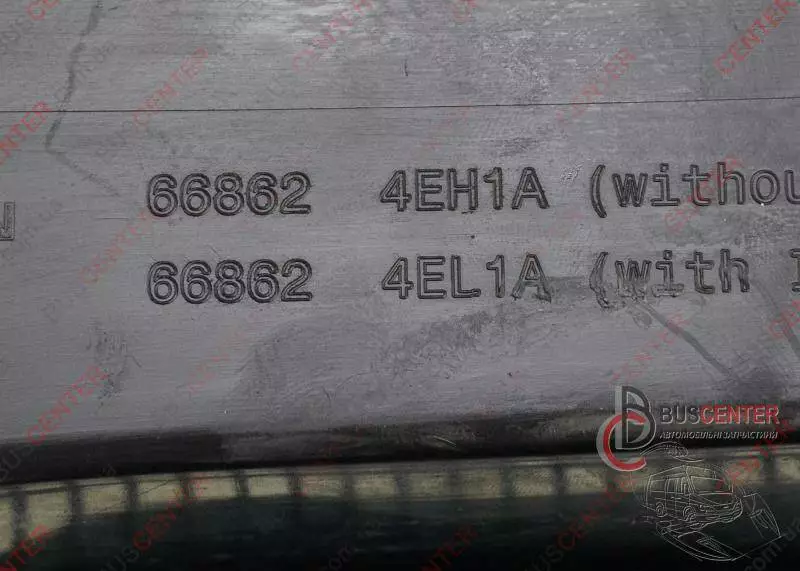 66862 4EH1A (withou
66862 4EL1A (with
BUSCENTER
АВТОМОБІЛЬНІ ЗАПЧАСТИНИ